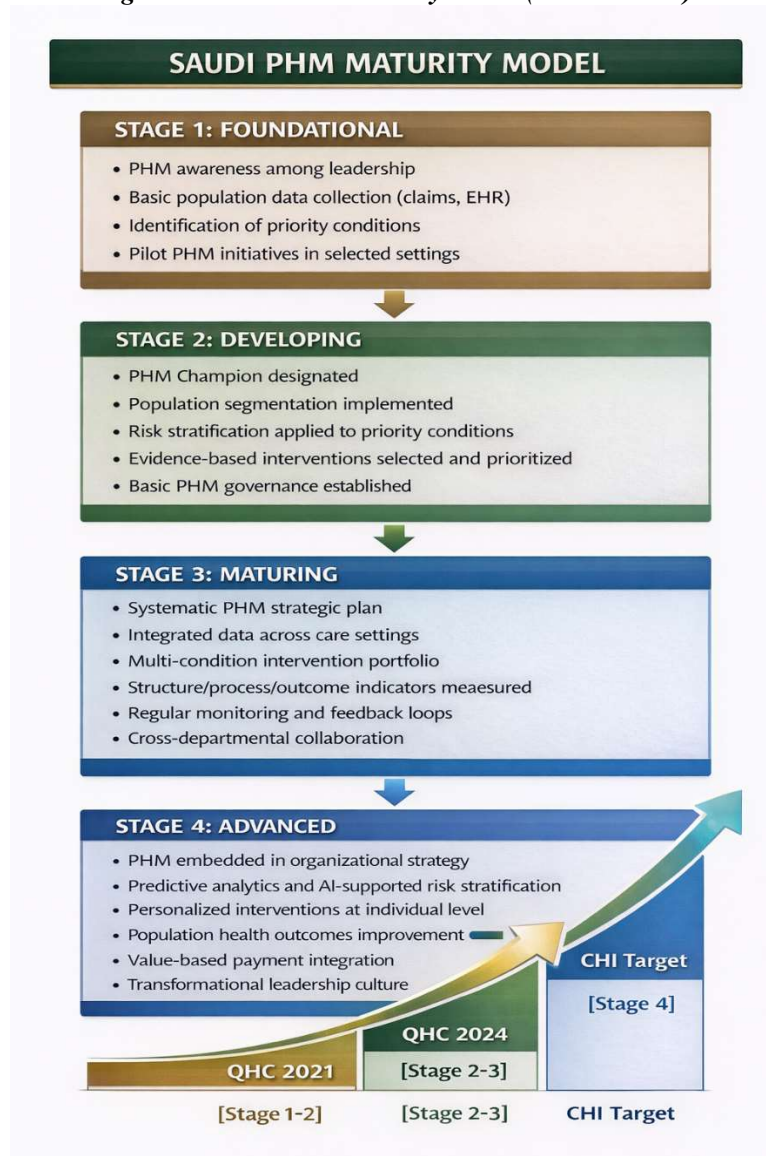 SAUDI PHM MATURITY MODEL
STAGE 1: FOUNDATIONAL
• PHM awareness among leadership
• Basic population data collection (claims, EHR)
• Identification of priority conditions
• Pilot PHM initiatives in selected settings
STAGE 2: DEVELOPING
• PHM Champion designated
• Population segmentation implemented
• Risk stratification applied to priority conditions
• Evidence-based interventions selected and prioritized
• Basic PHM governance established
STAGE 3: MATURING
• Systematic PHM strategic plan
• Integrated data across care settings
• Multi-condition intervention portfolio
• Structure/process/outcome indicators meaesured
• Regular monitoring and feedback loops
• Cross-departmental collaboration
STAGE 4: ADVANCED
• PHM embedded in organizational strategy
• Predictive analytics and AI-supported risk stratification
• Personalized interventions at individual level
• Population health outcomes improvement
• Value-based payment integration
• Transformational leadership culture
CHI Target
[Stage 4]
QHC 2024
[Stage 2-3]
QHC 2021
[Stage 1-2]
[Stage 2-3]
CHI Target